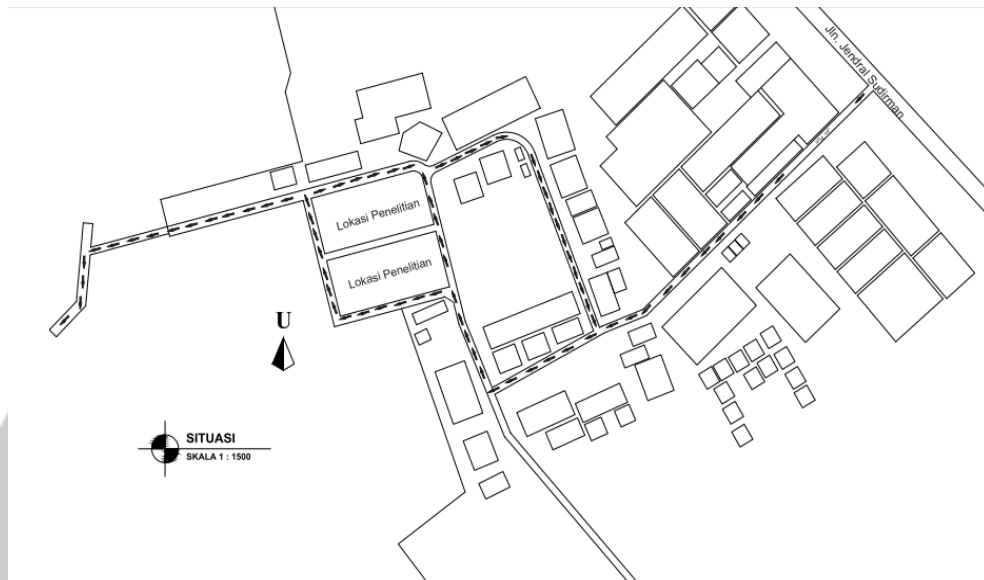 Jln. Jendral Sudirman
Lokasi Penelitian
Lokasi Penelitian
U
SITUASI
SKALA 1 : 1500